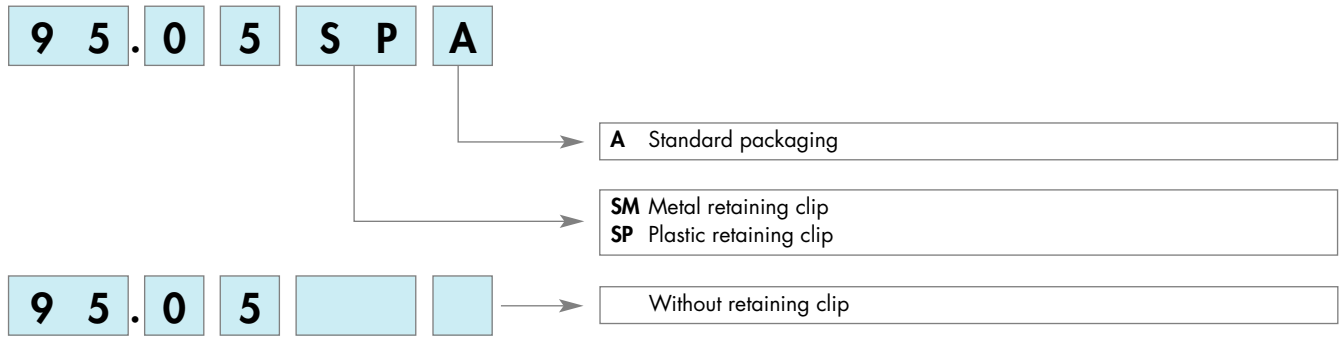 9 5.0 5 S P A
A Standard packaging
SM Metal retaining clip
SP Plastic retaining clip
9 5.0 5
Without retaining clip